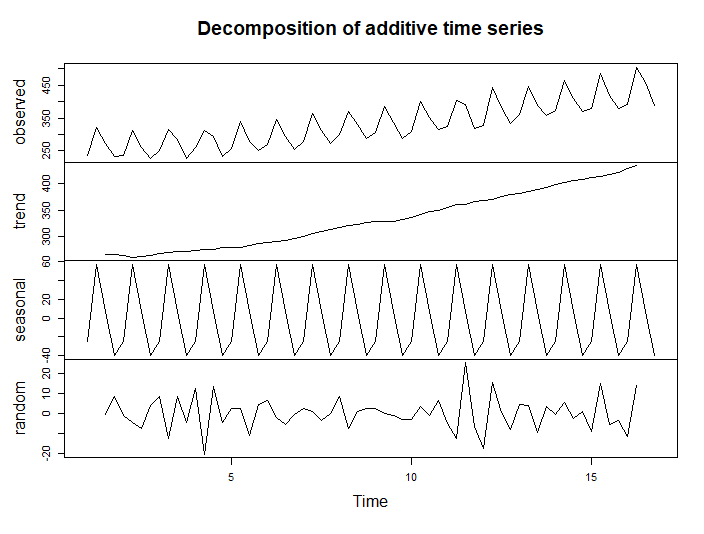 Decomposition of additive time series
observed
250 350 450
trend
300 350 400
seasonal
-40 0 20 60
random
-20 0 10 20
5 10 15
Time